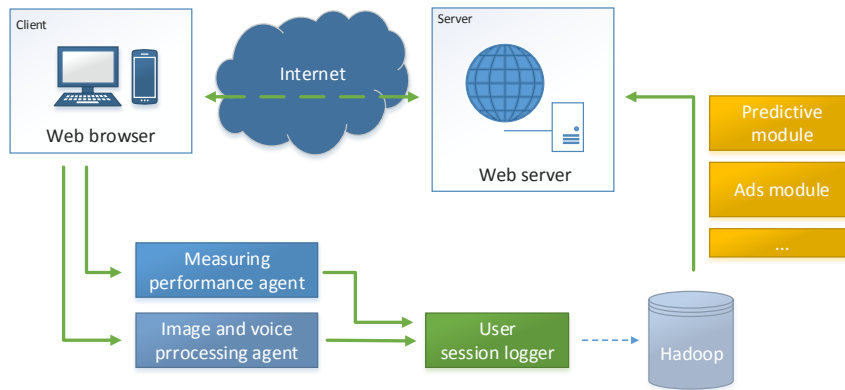 Client
Server
Internet
Web browser
Web server
Predictive
module
Ads module
...
Measuring
performance agent
Image and voice
prrocessing agent
User
session logger
Hadoop